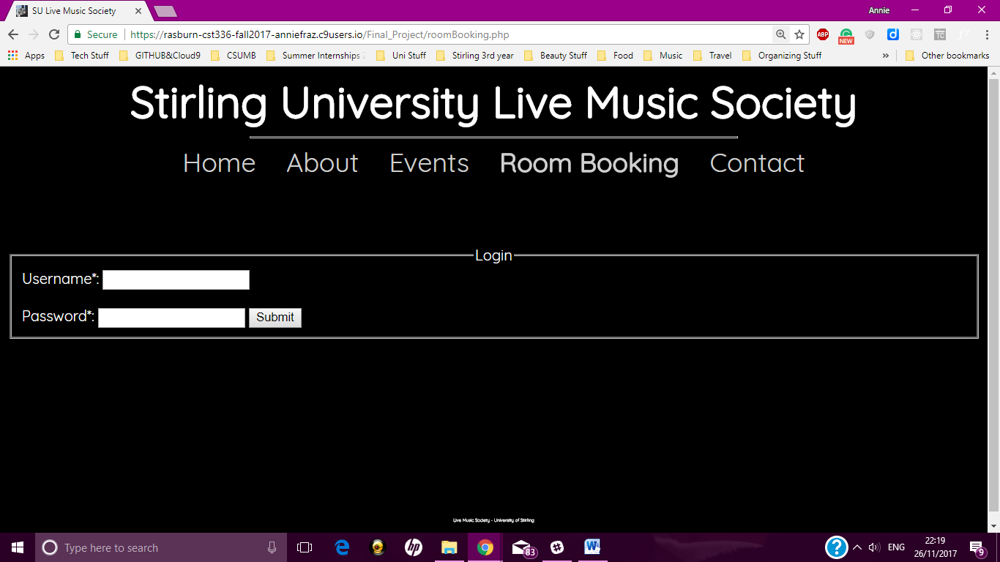 SU Live Music Society
Annie
Secure https://rasburn-cst336-fall2017-anniefraz.c9users.io/Final_Project/roomBooking.php
ABP
NEW
TC
f?
Apps Tech Stuff GITHUB&Cloud9 CSUMB Summer Internships Uni Stuff Stirling 3rd year Beauty Stuff Food Music Travel Organizing Stuff » Other bookmarks
Stirling University Live Music Society
Home About Events Room Booking Contact
Login
Username*:
Password*: Submit
Live Music Society - University of Stirling
Type here to search
hp
83
W
?
ENG
22:19
26/11/2017
9